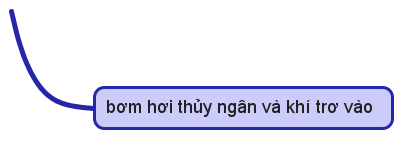 bơm hơi thủy ngân và khí trơ vào